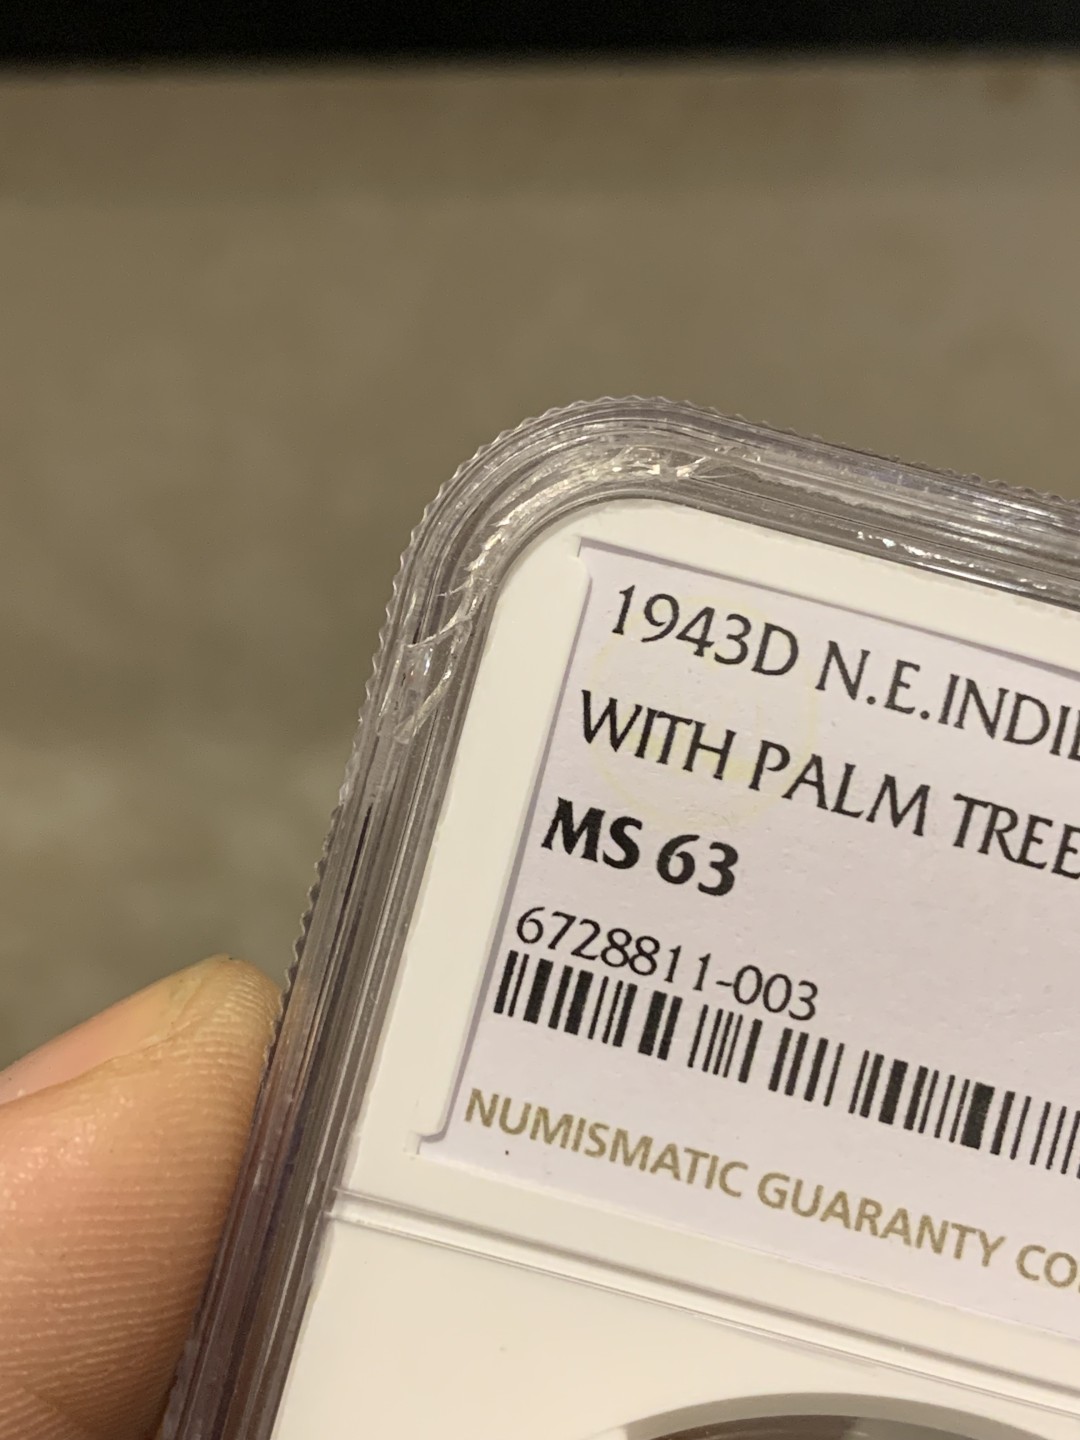 1943D N.E.INDI
WITH PALM TREE
MS 63
6728811-003
NUMISMATIC GUARANTY CO